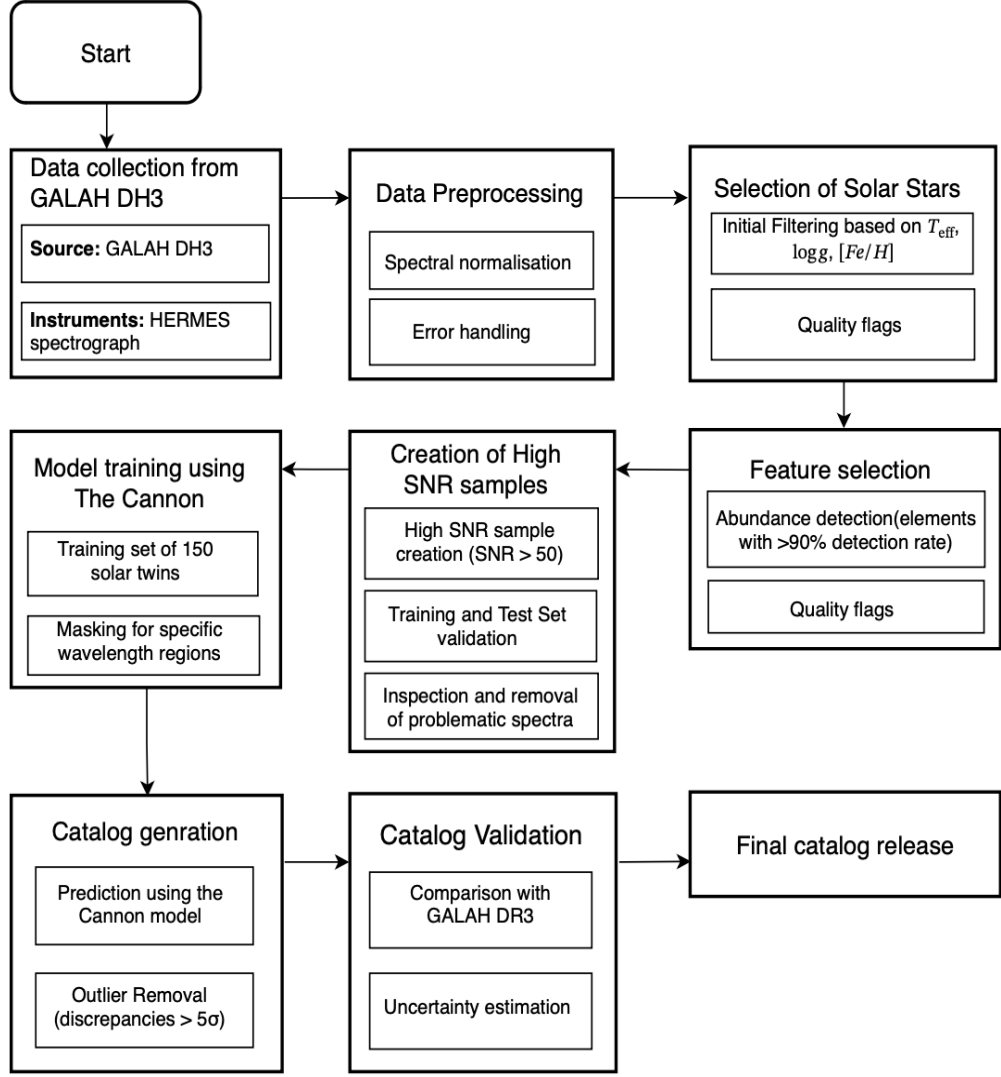 Start
Data collection from
GALAH DH3
Source: GALAH DH3
Instruments: HERMES
spectrograph
Data Preprocessing
Spectral normalisation
Error handling
Selection of Solar Stars
Initial Filtering based on T_eff,
log g, [Fe/H]
Quality flags
Feature selection
Abundance detection(elements
with >90% detection rate)
Quality flags
Creation of High
SNR samples
High SNR sample
creation (SNR > 50)
Training and Test Set
validation
Inspection and removal
of problematic spectra
Model training using
The Cannon
Training set of 150
solar twins
Masking for specific
wavelength regions
Catalog genration
Prediction using the
Cannon model
Outlier Removal
(discrepancies > 5σ)
Catalog Validation
Comparison with
GALAH DR3
Uncertainty estimation
Final catalog release